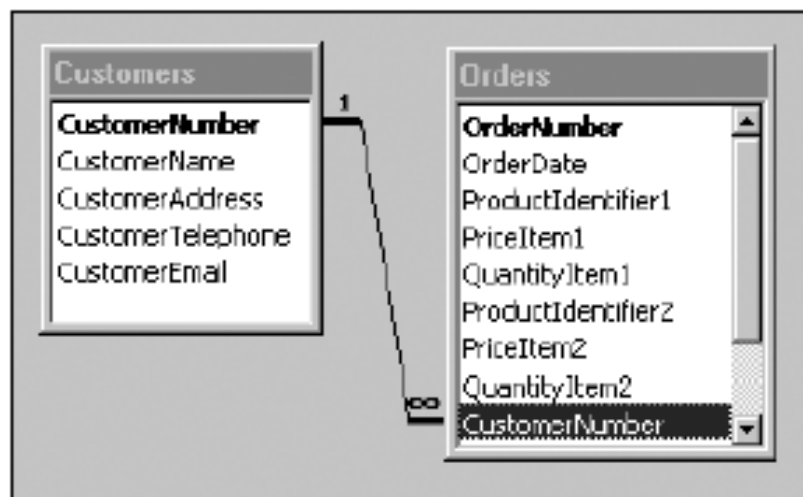 Customers
CustomerNumber
CustomerName
CustomerAddress
CustomerTelephone
CustomerEmail
1
∞
Orders
OrderNumber
OrderDate
ProductIdentifier1
PriceItem1
QuantityItem1
ProductIdentifier2
PriceItem2
QuantityItem2
CustomerNumber